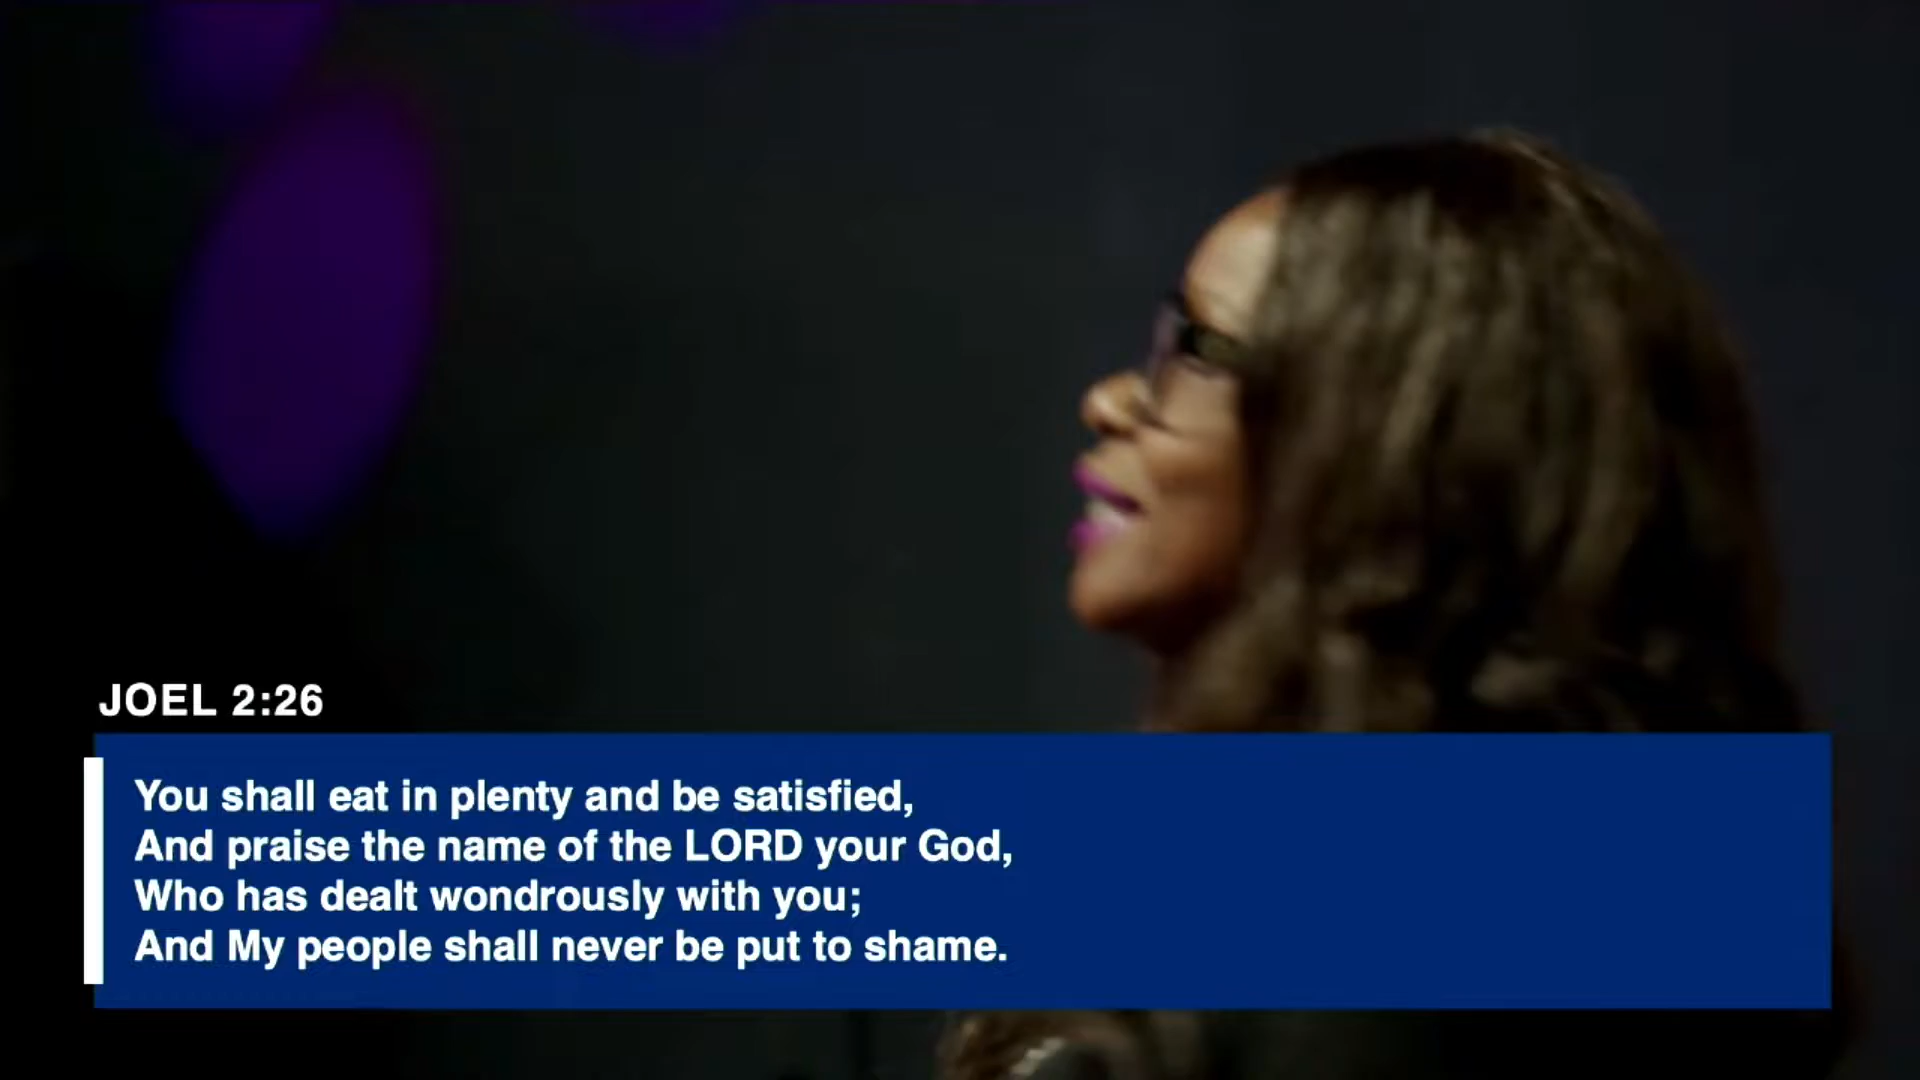 JOEL 2:26
You shall eat in plenty and be satisfied,
And praise the name of the LORD your God,
Who has dealt wondrously with you;
And My people shall never be put to shame.